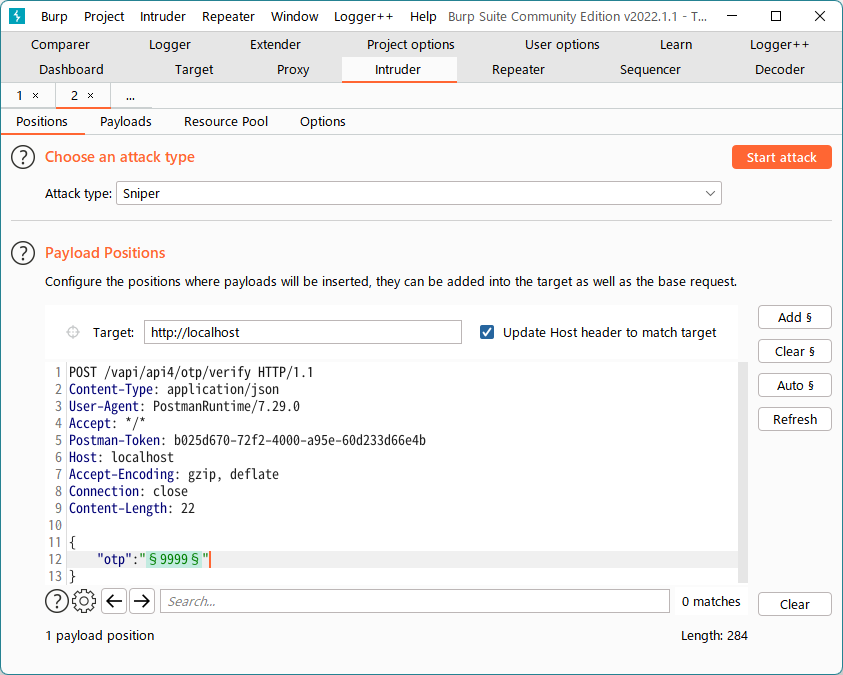 Burp Project Intruder Repeater Window Logger++ Help Burp Suite Community Edition v2022.1.1 - T...
Comparer Logger Extender Project options User options Learn Logger++
Dashboard Target Proxy Intruder Repeater Sequencer Decoder
1 × 2 × ...
Positions Payloads Resource Pool Options
? Choose an attack type Start attack
Attack type: Sniper
? Payload Positions
Configure the positions where payloads will be inserted, they can be added into the target as well as the base request.
Target: http://localhost Update Host header to match target
Add §
Clear §
Auto §
Refresh
1 POST /vapi/api4/otp/verify HTTP/1.1
2 Content-Type: application/json
3 User-Agent: PostmanRuntime/7.29.0
4 Accept: */*
5 Postman-Token: b025d670-72f2-4000-a95e-60d233d66e4b
6 Host: localhost
7 Accept-Encoding: gzip, deflate
8 Connection: close
9 Content-Length: 22
10
11 {
12 "otp":"§9999§"
13 }
? Search... 0 matches Clear
1 payload position Length: 284